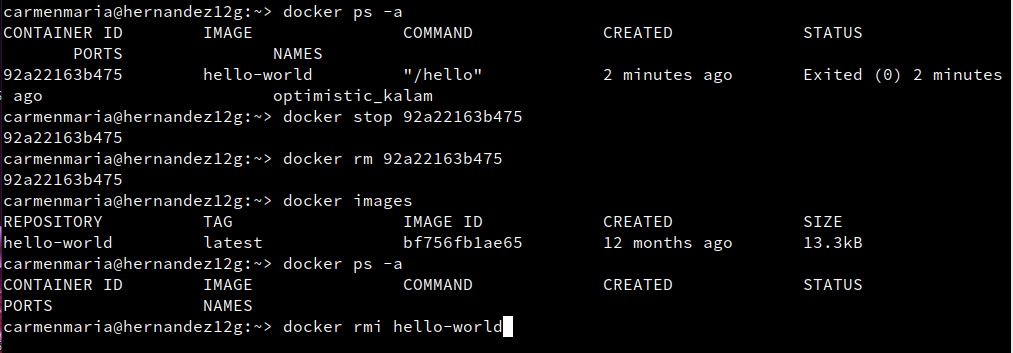 carmenmaria@hernandez12g:~> docker ps -a
CONTAINER ID        IMAGE               COMMAND             CREATED             STATUS
       PORTS               NAMES
92a22163b475        hello-world         "/hello"            2 minutes ago       Exited (0) 2 minutes
 ago                       optimistic_kalam
carmenmaria@hernandez12g:~> docker stop 92a22163b475
92a22163b475
carmenmaria@hernandez12g:~> docker rm 92a22163b475
92a22163b475
carmenmaria@hernandez12g:~> docker images
REPOSITORY          TAG                 IMAGE ID            CREATED             SIZE
hello-world         latest              bf756fb1ae65        12 months ago       13.3kB
carmenmaria@hernandez12g:~> docker ps -a
CONTAINER ID        IMAGE               COMMAND             CREATED             STATUS
PORTS               NAMES
carmenmaria@hernandez12g:~> docker rmi hello-world